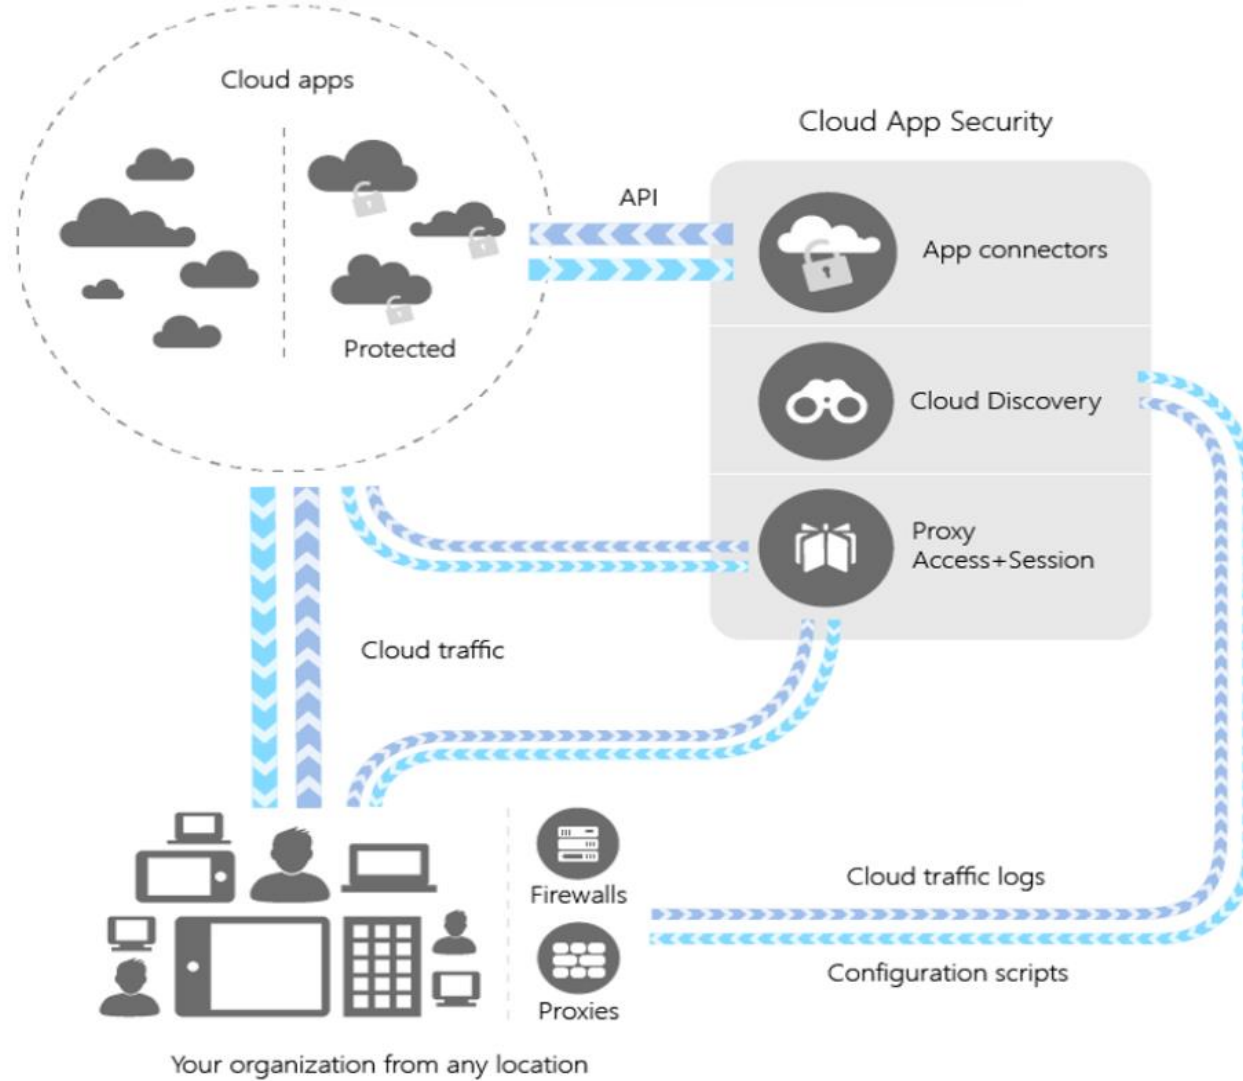 Cloud apps
Protected
API
Cloud App Security
App connectors
Cloud Discovery
Proxy
Access+Session
Cloud traffic
Firewalls
Proxies
Cloud traffic logs
Configuration scripts
Your organization from any location